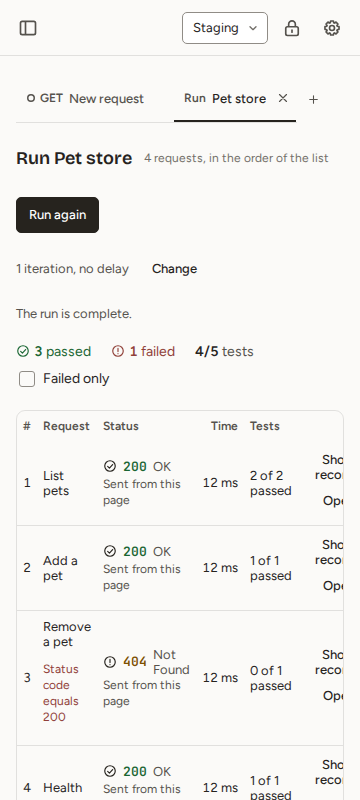 Staging
GET New request
Run Pet store
Run Pet store
4 requests, in the order of the list
Run again
1 iteration, no delay
Change
The run is complete.
3 passed
1 failed
4/5 tests
Failed only
# Request Status Time Tests
1
List
pets
200 OK
Sent from this
page
12 ms
2 of 2
passed
2
Add a
pet
200 OK
Sent from this
page
12 ms
1 of 1
passed
3
Remove
a pet
Status
code
equals
200
404 Not
Found
Sent from this
page
12 ms
0 of 1
passed
4
Health
200 OK
Sent from this
12 ms
1 of 1
passed